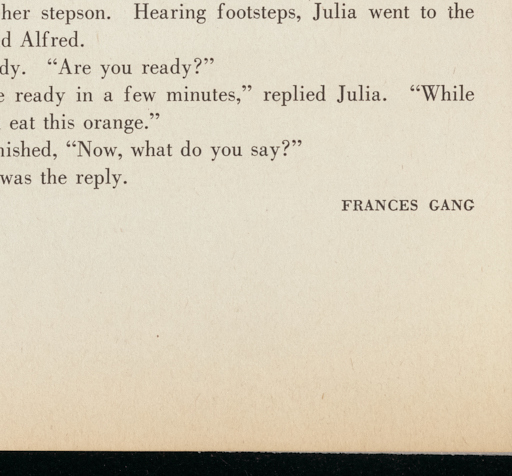 her stepson. Hearing footsteps, Julia went to the
d Alfred.
dy. “Are you ready?”
e ready in a few minutes,” replied Julia. “While
eat this orange.”
nished, “Now, what do you say?”
was the reply.
FRANCES GANG